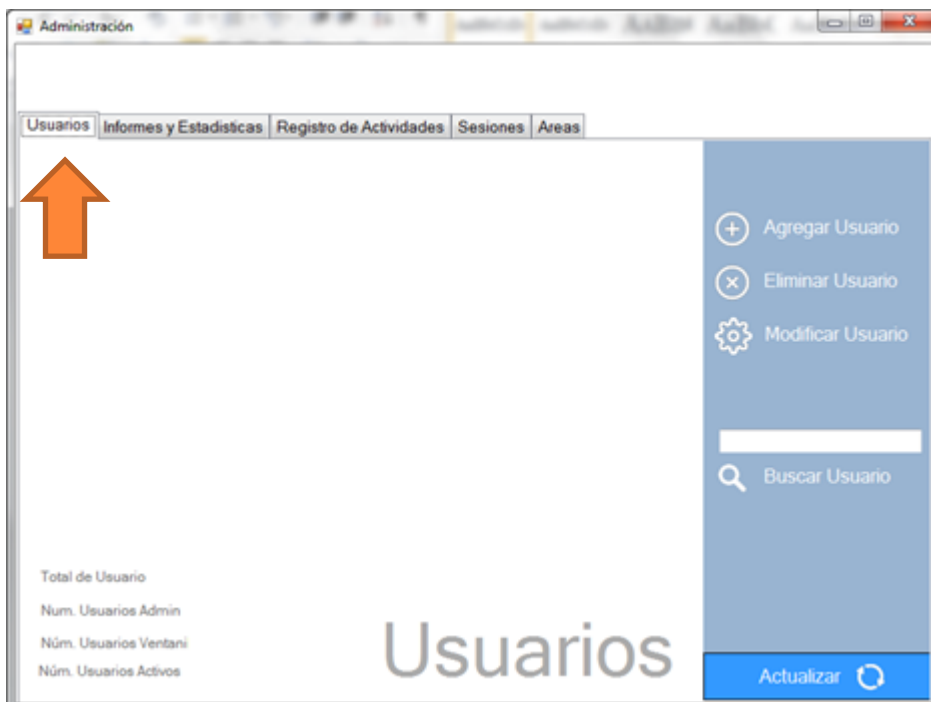 Administración
Usuarios Informes y Estadisticas Registro de Actividades Sesiones Areas
Agregar Usuario
Eliminar Usuario
Modificar Usuario
Buscar Usuario
Total de Usuario
Num. Usuarios Admin
Núm. Usuarios Ventani
Núm. Usuarios Activos
Usuarios
Actualizar